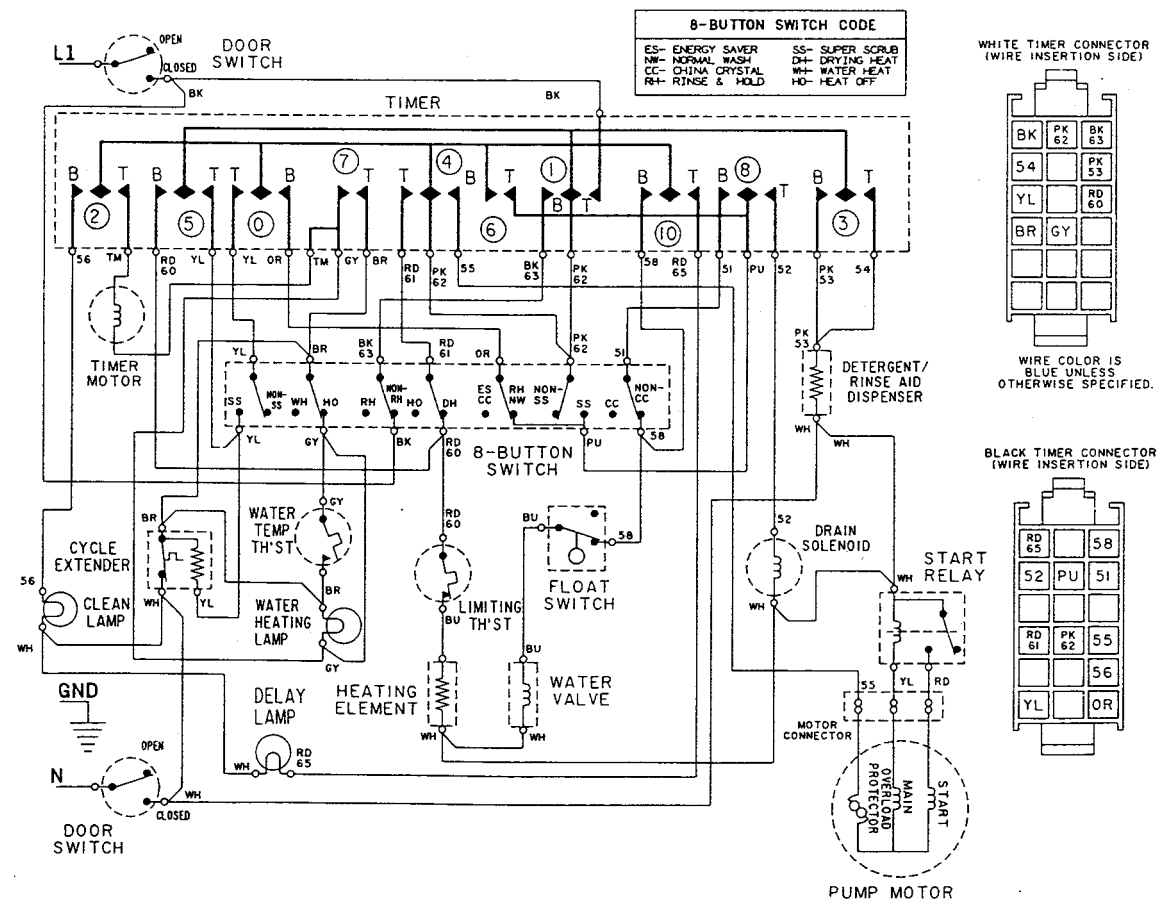 8-BUTTON SWITCH CODE
ES- ENERGY SAVER SS- SUPER SCRUB
NW- NORMAL WASH DH- DRYING HEAT
CC- CHINA CRYSTAL WH- WATER HEAT
RH- RINSE & HOLD HO- HEAT OFF
L1
OPEN
CLOSED
DOOR
SWITCH
BK
BK
TIMER
B T B T T B T T B T B T B T B T B T
7 4 1 8
2 5 0 6 10 3
56 TM RD
60 YL YL OR TM GY BR RD
61 PK
62 55 BK
63 PK
62 58 RD
65 51 PU 52 PK
53 54
TIMER
MOTOR
YL BR BK
63 RD
61 OR PK
62 51
SS NON-
SS WH HO RH NON-
RH HO DH ES
CC RH
NW NON-
SS SS CC NON-
CC
YL GY BK RD
60 PU 58
8-BUTTON
SWITCH
PK
53
DETERGENT/
RINSE AID
DISPENSER
WH WH
WHITE TIMER CONNECTOR
(WIRE INSERTION SIDE)
BK PK
62 BK
63
54 PK
53
YL RD
60
BR GY
WIRE COLOR IS
BLUE UNLESS
OTHERWISE SPECIFIED.
BLACK TIMER CONNECTOR
(WIRE INSERTION SIDE)
RD
65 58
52 PU 51
RD
61 PK
62 55
56
YL OR
CYCLE
EXTENDER
BR
WH YL
56
CLEAN
LAMP
WH
WATER
TEMP
TH'ST
GY
BR
WATER
HEATING
LAMP
GY
RD
60
LIMITING
TH'ST
BU
HEATING
ELEMENT
WH
BU 58
FLOAT
SWITCH
BU
WATER
VALVE
WH
52
DRAIN
SOLENOID
WH
START
RELAY
WH
YL RD
55
MOTOR
CONNECTOR
OVERLOAD
PROTECTOR
MAIN
START
PUMP MOTOR
GND
DELAY
LAMP
WH RD
65
N
OPEN
CLOSED
WH
DOOR
SWITCH